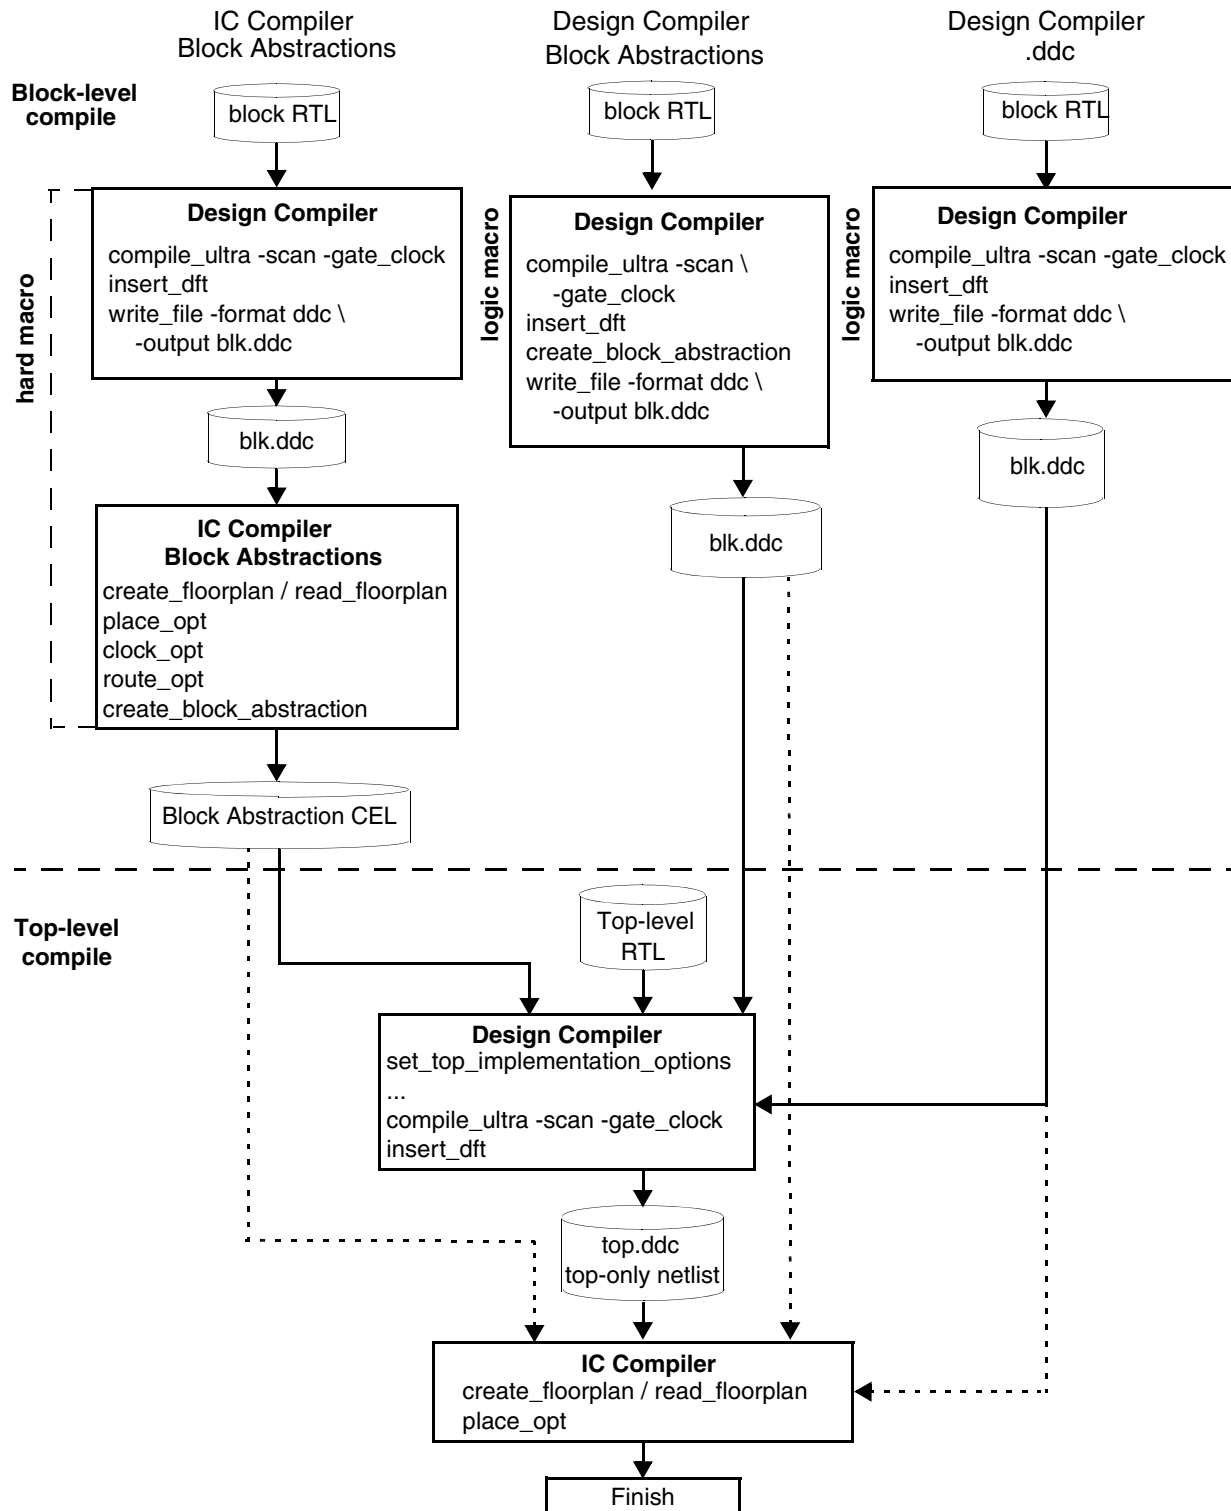 IC Compiler
Block Abstractions
Design Compiler
Block Abstractions
Design Compiler
.ddc
Block-level
compile
block RTL
block RTL
block RTL
hard macro
Design Compiler
compile_ultra -scan -gate_clock
insert_dft
write_file -format ddc \
-output blk.ddc
logic macro
Design Compiler
compile_ultra -scan \
-gate_clock
insert_dft
create_block_abstraction
write_file -format ddc \
-output blk.ddc
logic macro
Design Compiler
compile_ultra -scan -gate_clock
insert_dft
write_file -format ddc \
-output blk.ddc
blk.ddc
blk.ddc
blk.ddc
IC Compiler
Block Abstractions
create_floorplan / read_floorplan
place_opt
clock_opt
route_opt
create_block_abstraction
Block Abstraction CEL
Top-level
compile
Top-level
RTL
Design Compiler
set_top_implementation_options
...
compile_ultra -scan -gate_clock
insert_dft
top.ddc
top-only netlist
IC Compiler
create_floorplan / read_floorplan
place_opt
Finish